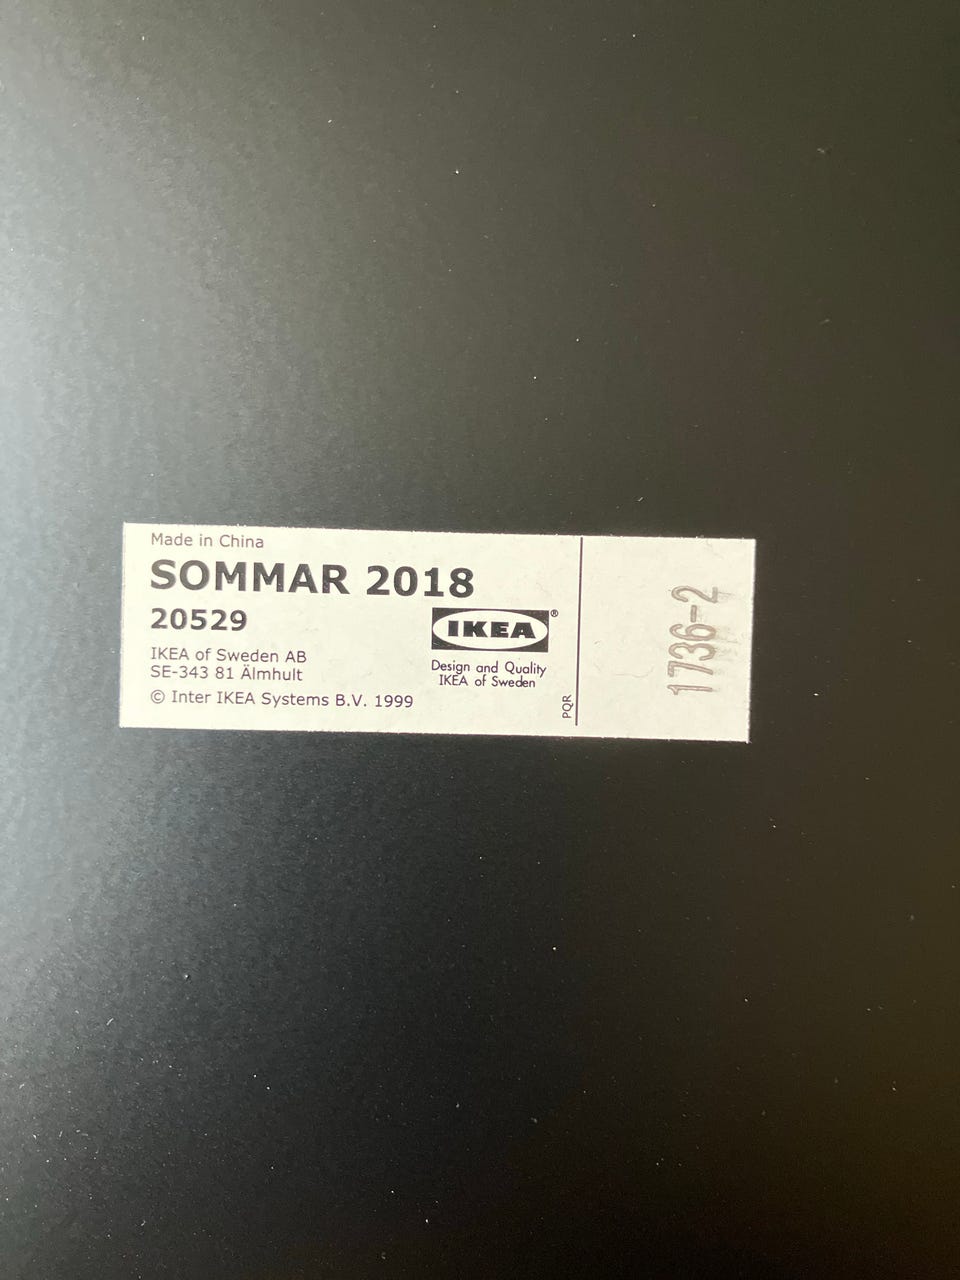 Made in China
SOMMAR 2018
20529
IKEA of Sweden AB
SE-343 81 Älmhult
© Inter IKEA Systems B.V. 1999
IKEA®
Design and Quality
IKEA of Sweden
PQR
1736-2